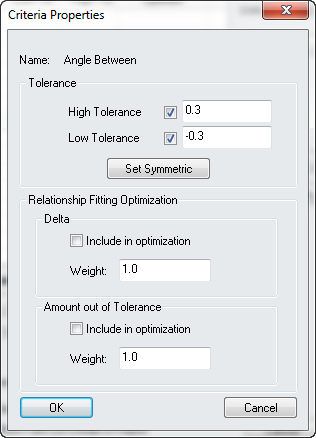 Criteria Properties
Name: Angle Between
Tolerance
High Tolerance 0.3
Low Tolerance -0.3
Set Symmetric
Relationship Fitting Optimization
Delta
Include in optimization
Weight: 1.0
Amount out of Tolerance
Include in optimization
Weight: 1.0
OK Cancel